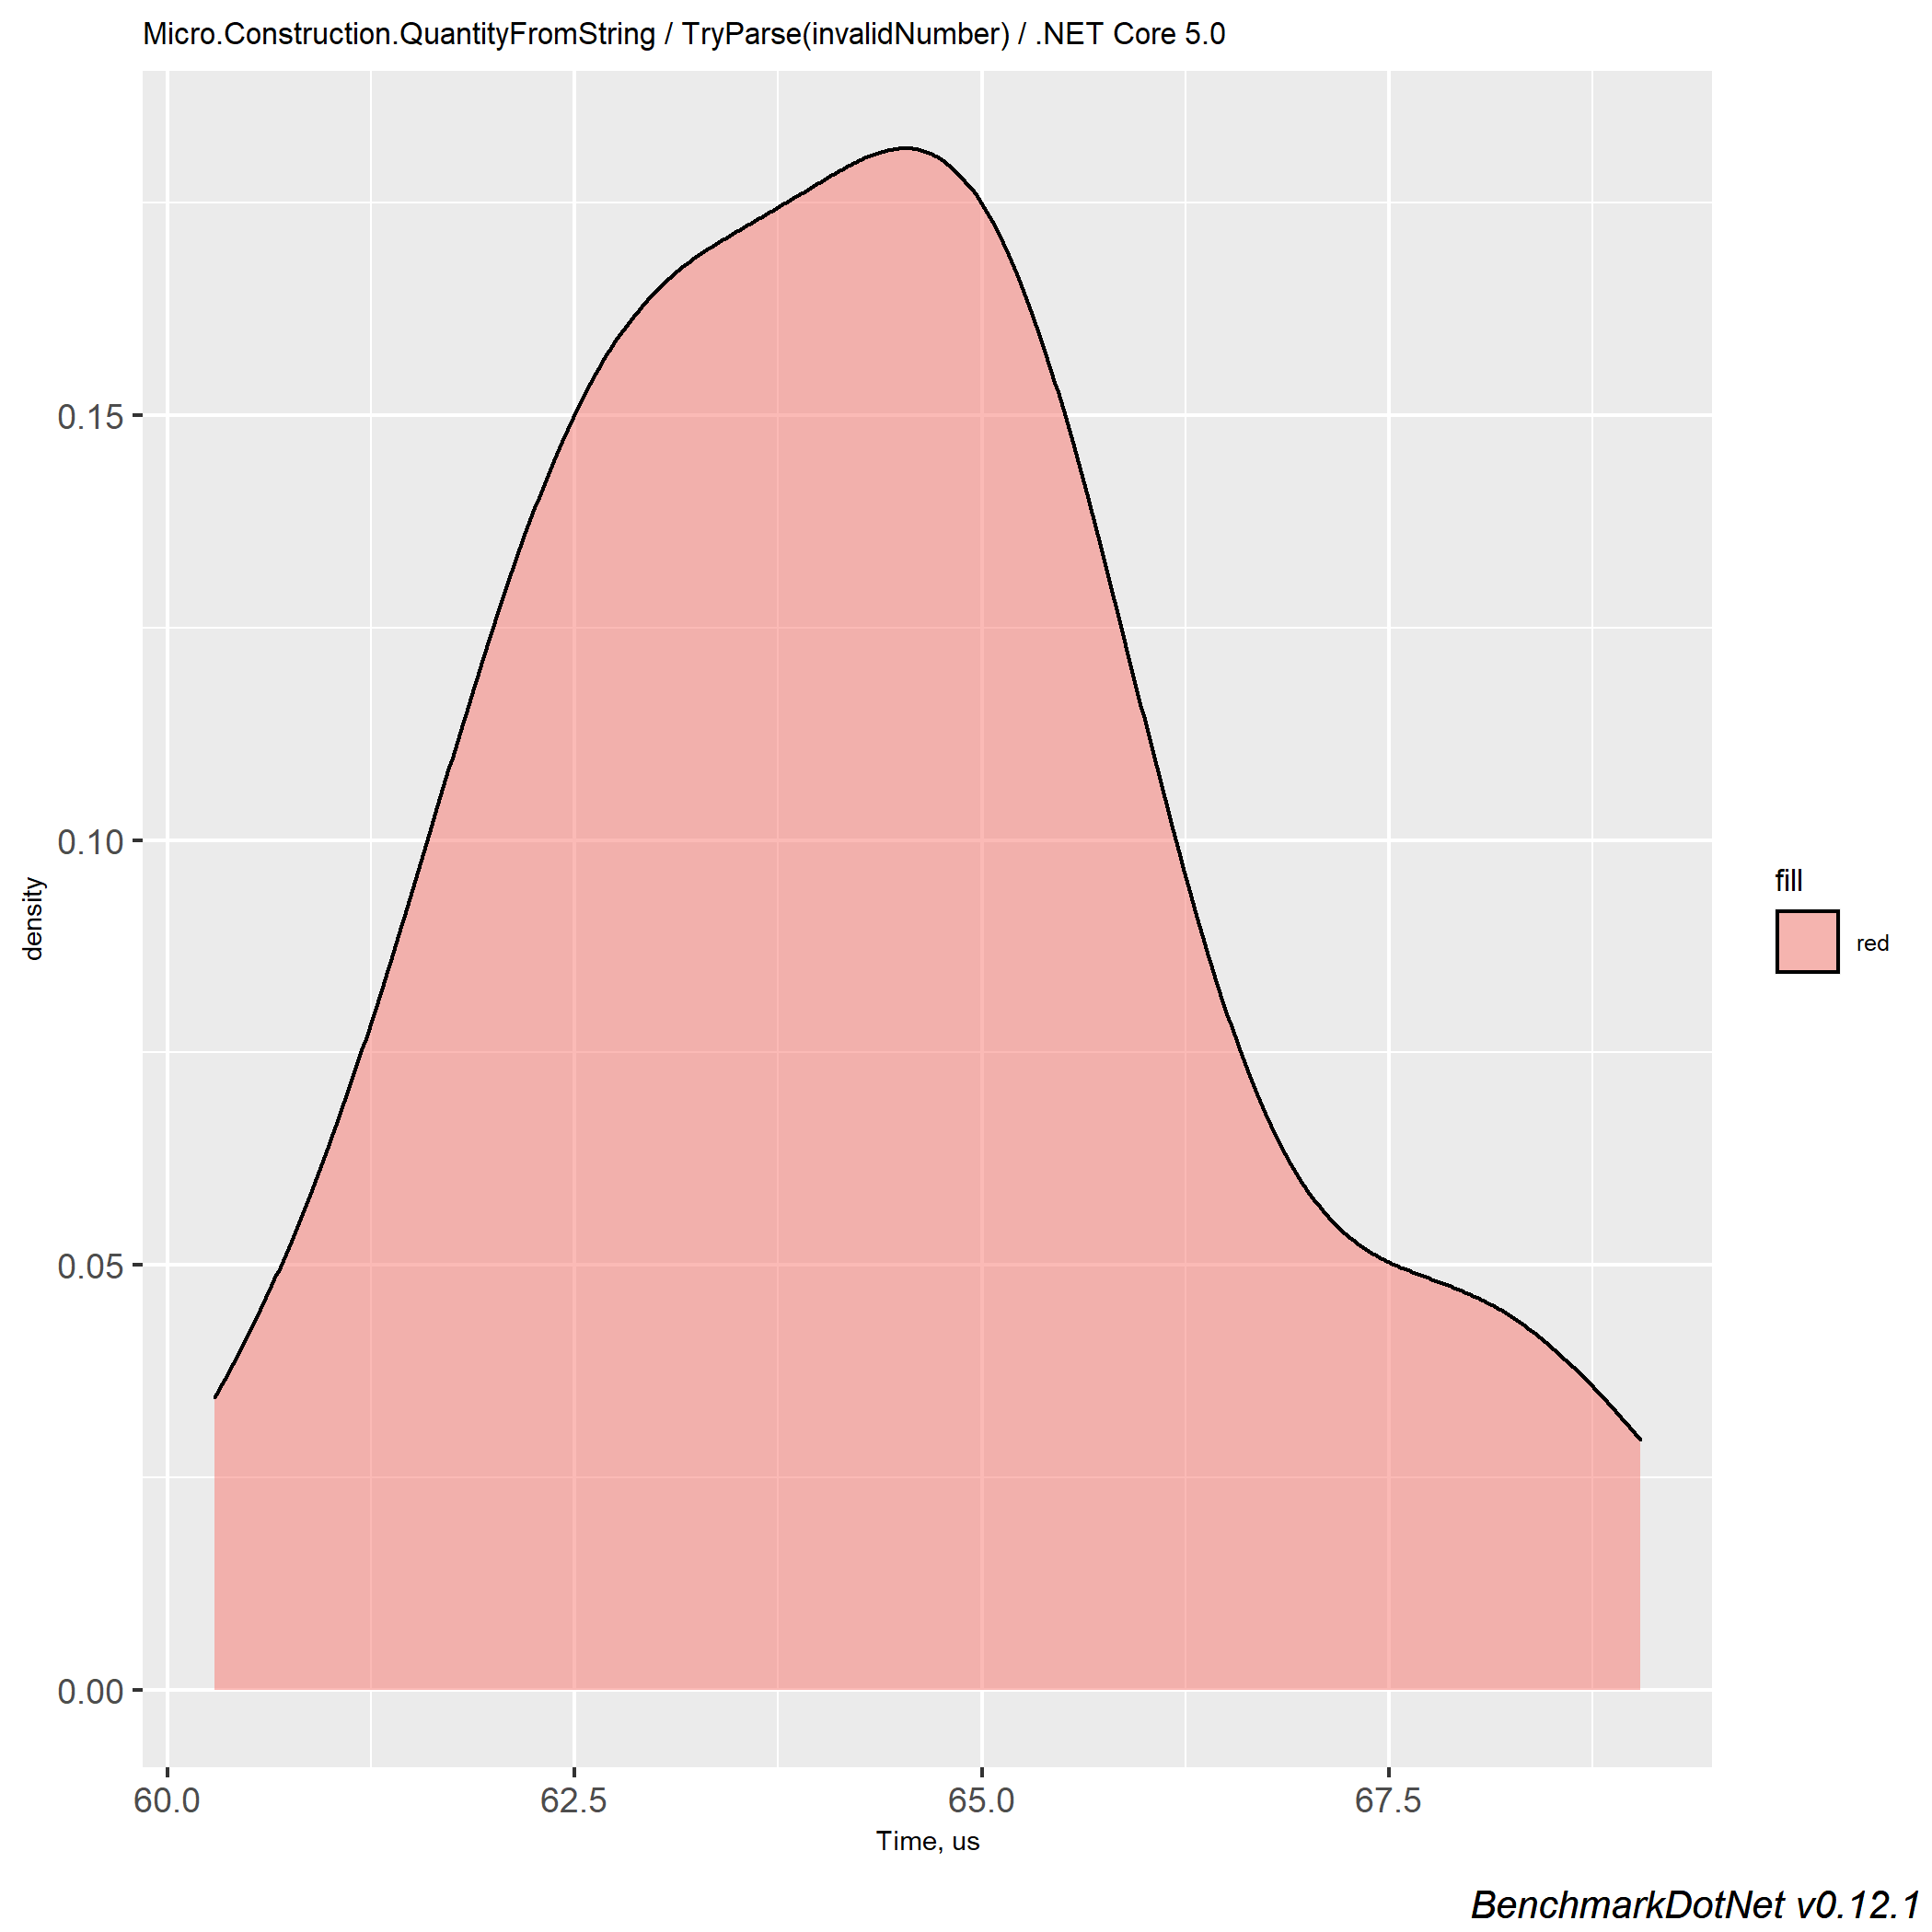 Micro.Construction.QuantityFromString / TryParse(invalidNumber) / .NET Core 5.0
density
0.15
0.10
0.05
0.00
60.0 62.5 65.0 67.5
Time, us
fill
red
BenchmarkDotNet v0.12.1